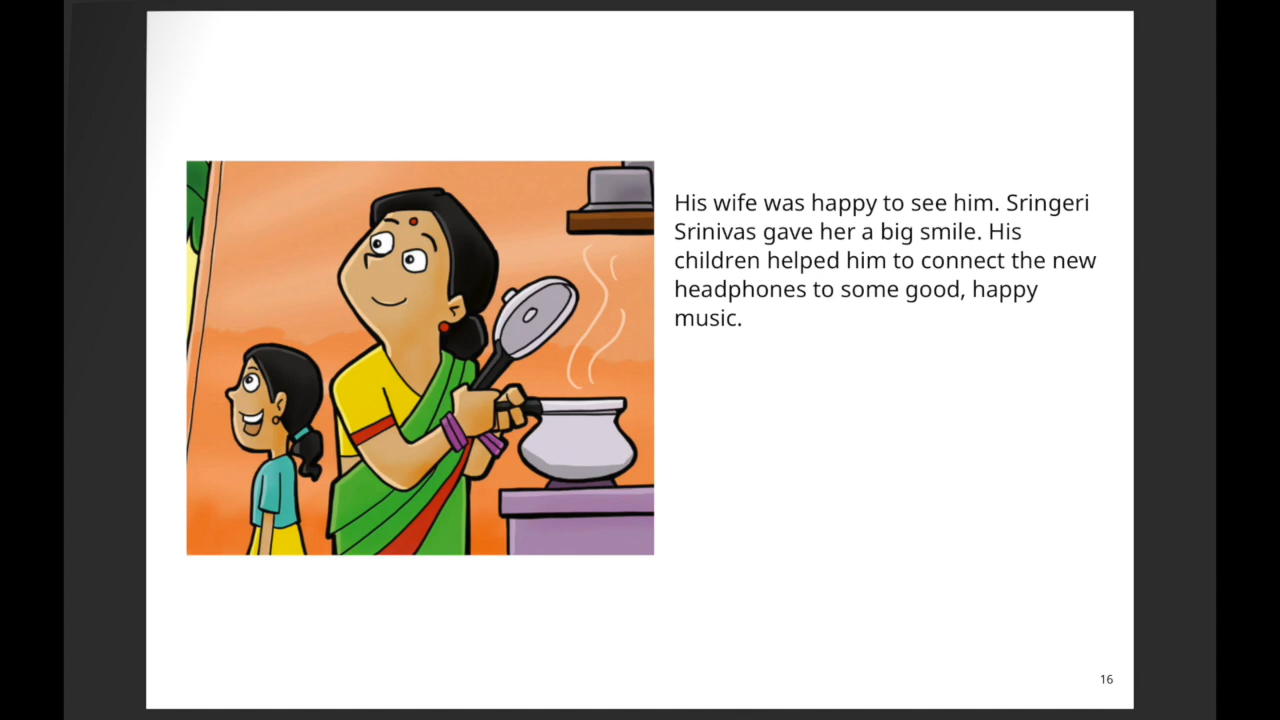 His wife was happy to see him. Sringeri
Srinivas gave her a big smile. His
children helped him to connect the new
headphones to some good, happy
music.
16